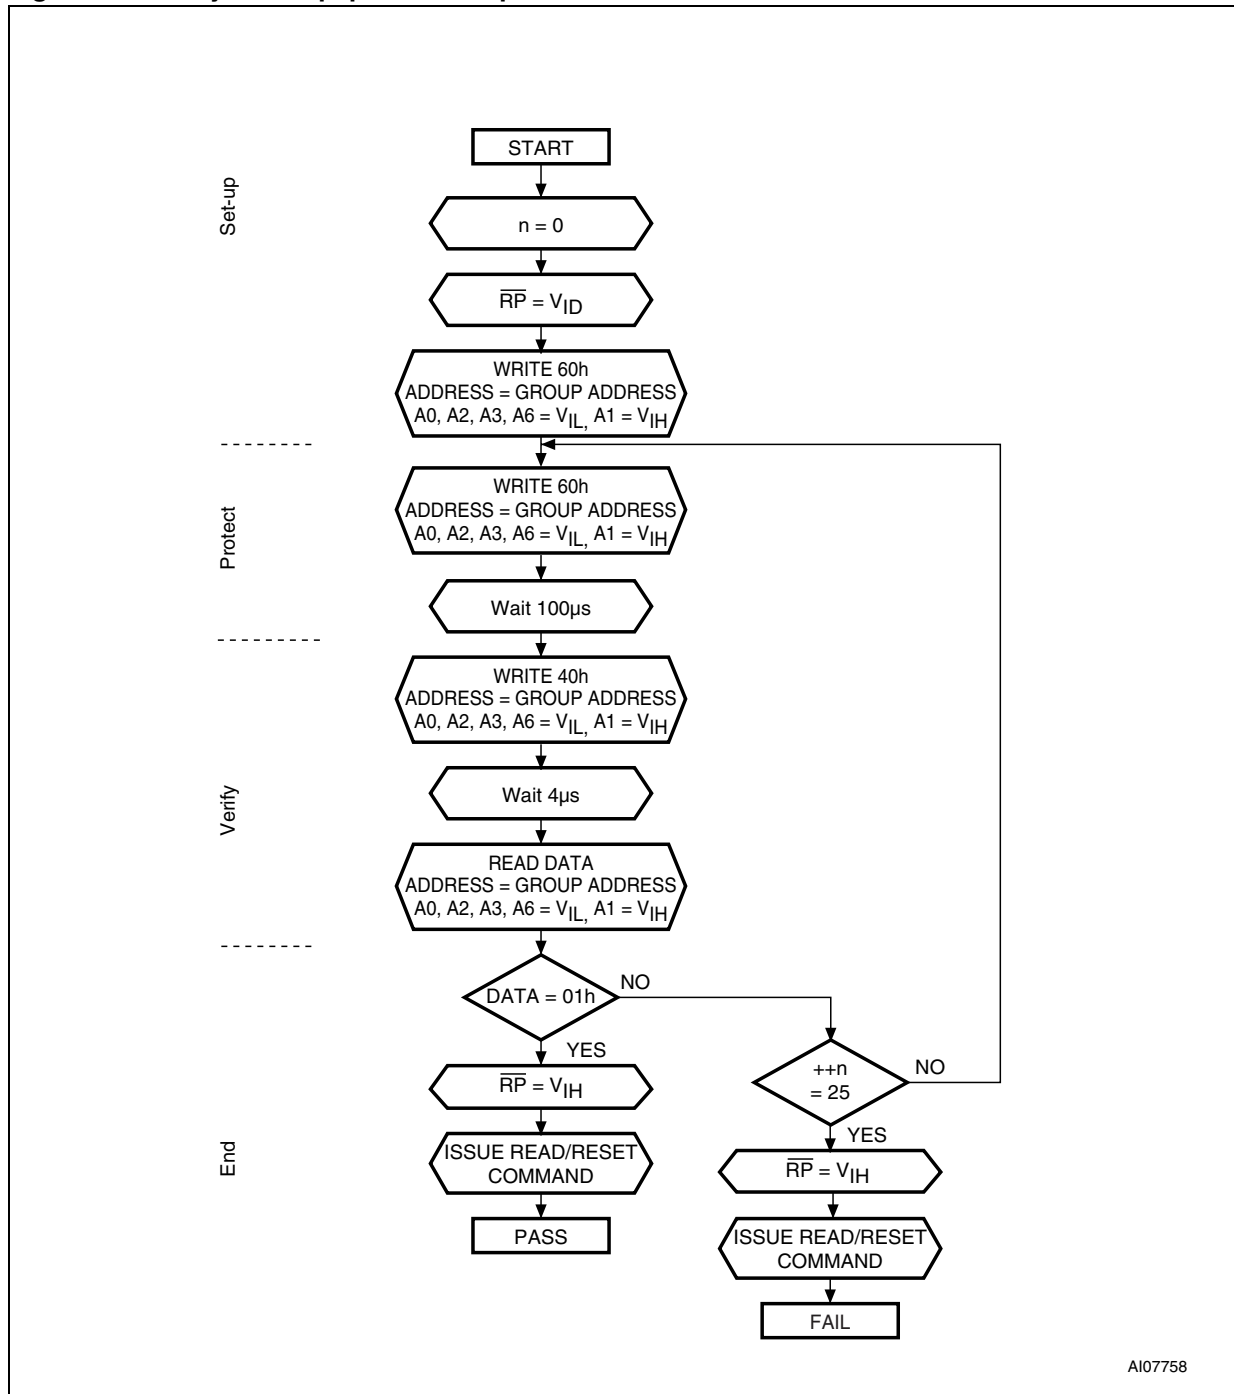 START
Set-up
n = 0
RP = VID
WRITE 60h
ADDRESS = GROUP ADDRESS
A0, A2, A3, A6 = VIL, A1 = VIH
Protect
WRITE 60h
ADDRESS = GROUP ADDRESS
A0, A2, A3, A6 = VIL, A1 = VIH
Wait 100µs
Verify
WRITE 40h
ADDRESS = GROUP ADDRESS
A0, A2, A3, A6 = VIL, A1 = VIH
Wait 4µs
READ DATA
ADDRESS = GROUP ADDRESS
A0, A2, A3, A6 = VIL, A1 = VIH
End
DATA = 01h
NO
YES
RP = VIH
ISSUE READ/RESET
COMMAND
PASS
++n
= 25
NO
YES
RP = VIH
ISSUE READ/RESET
COMMAND
FAIL
AI07758